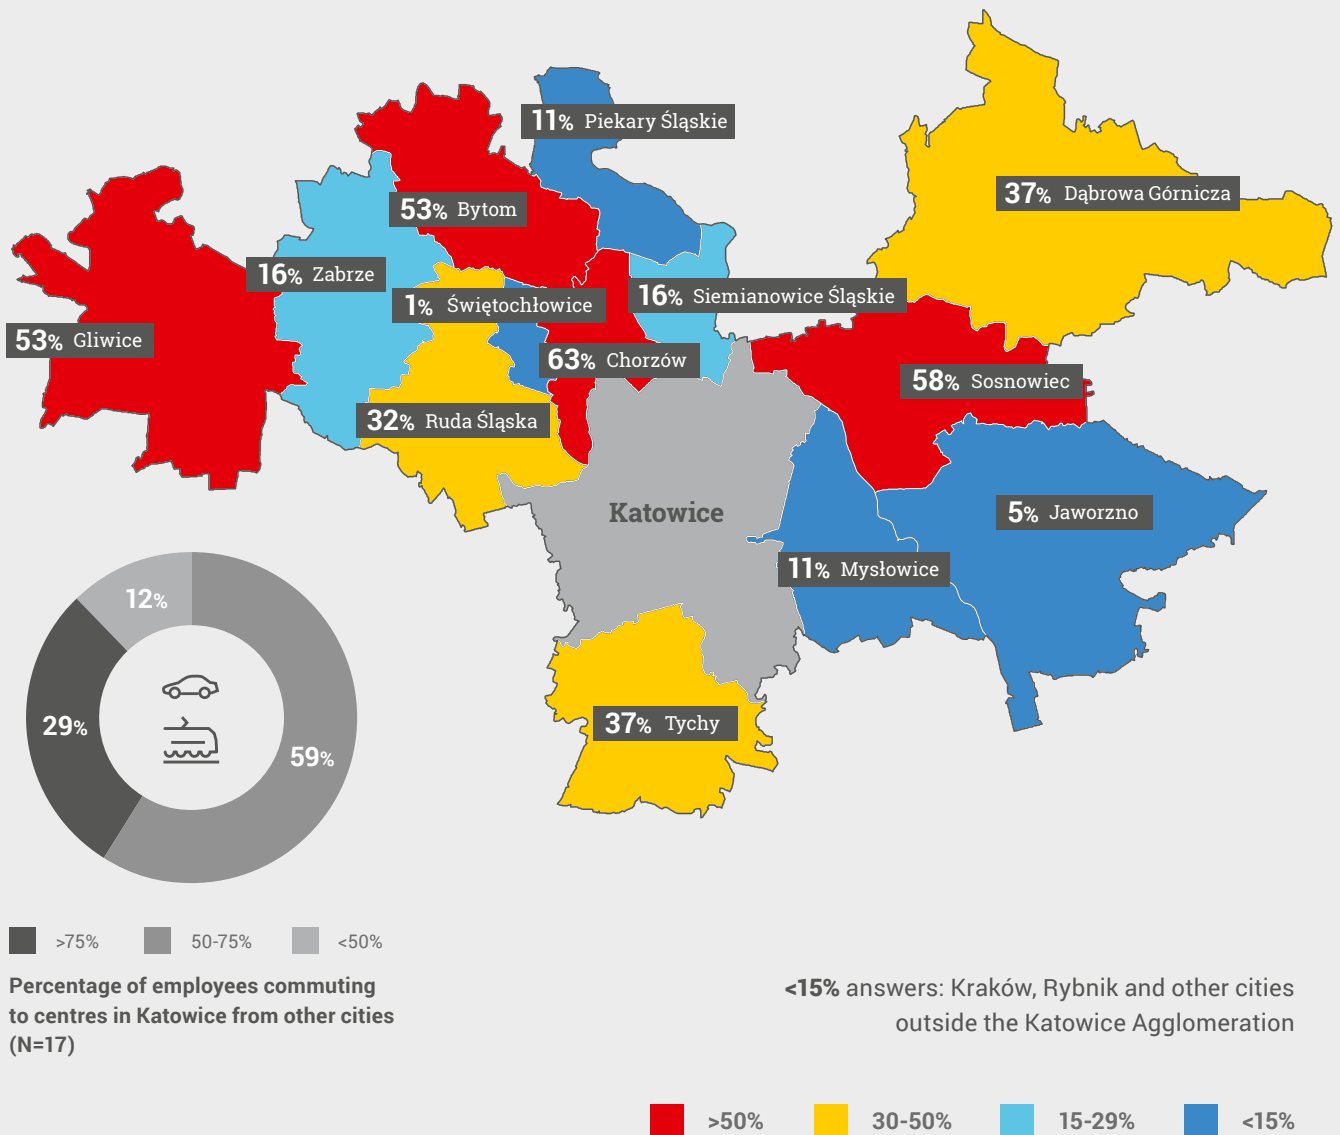 11% Piekary Śląskie
37% Dąbrowa Górnicza
53% Bytom
16% Zabrze
1% Świętochłowice
16% Siemianowice Śląskie
53% Gliwice
63% Chorzów
58% Sosnowiec
32% Ruda Śląska
Katowice
5% Jaworzno
11% Mysłowice
37% Tychy
12%
29%
59%
>75%
50-75%
<50%
Percentage of employees commuting
to centres in Katowice from other cities
(N=17)
<15% answers: Kraków, Rybnik and other cities
outside the Katowice Agglomeration
>50%
30-50%
15-29%
<15%